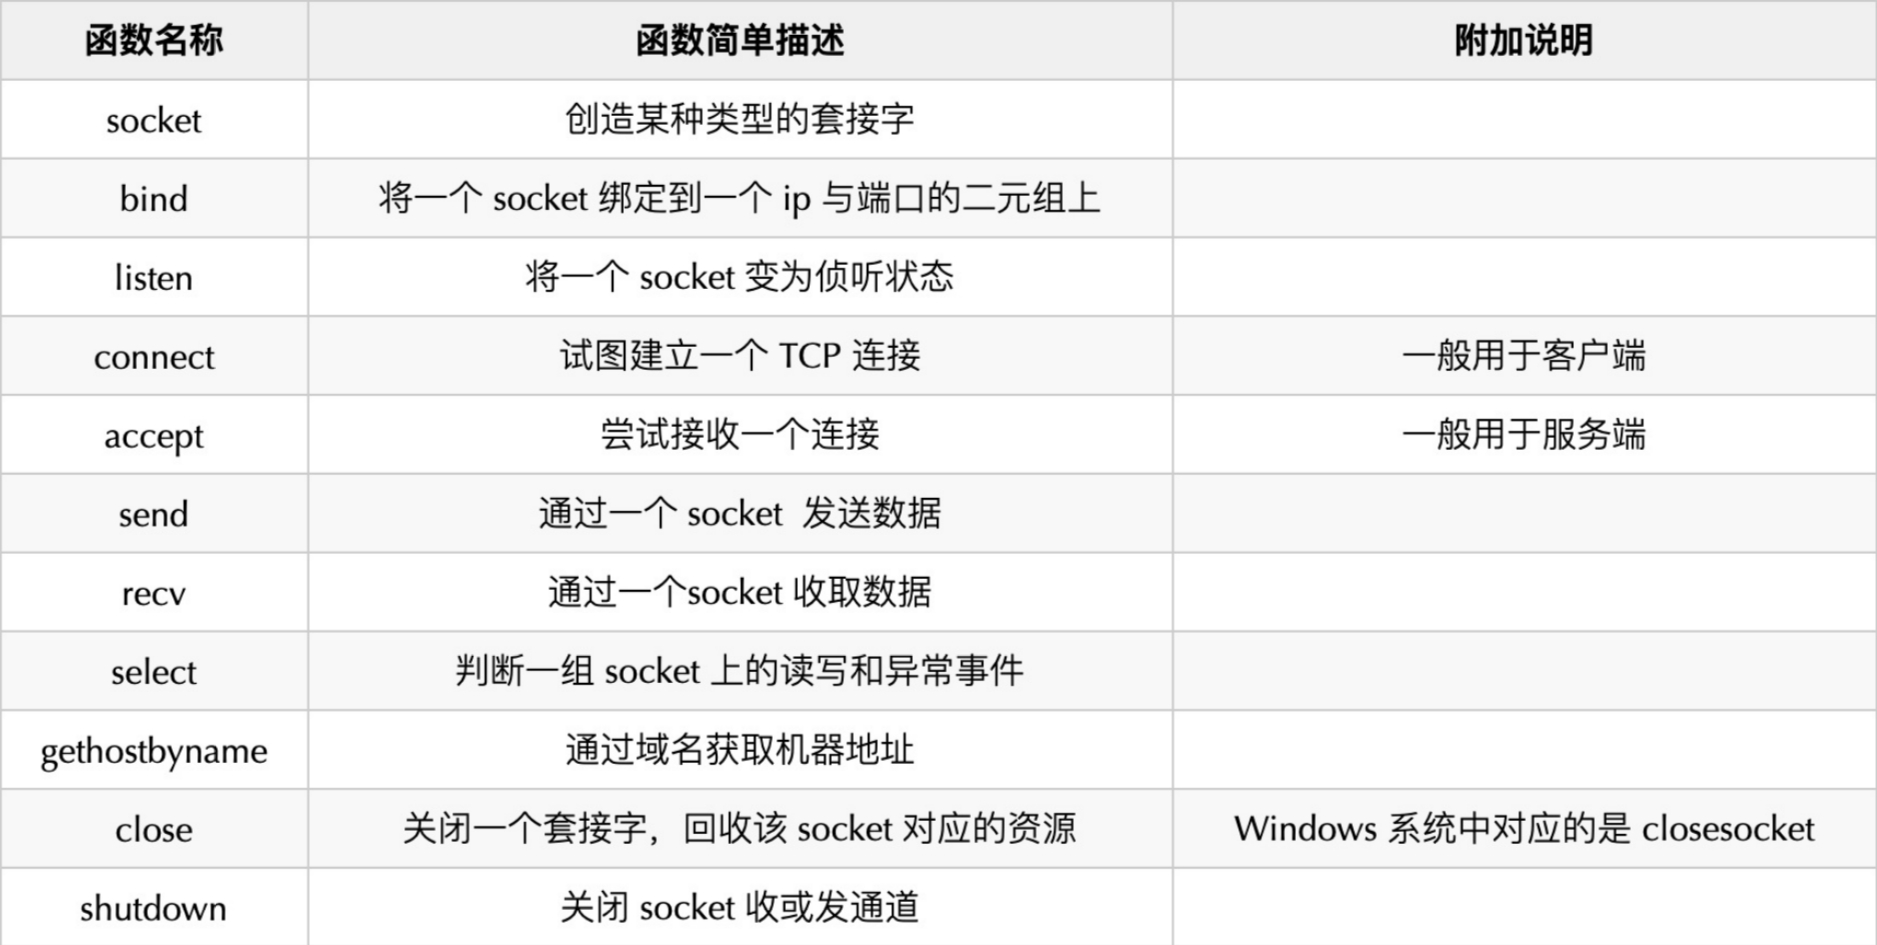 函数名称 函数简单描述 附加说明
socket 创造某种类型的套接字
bind 将一个 socket 绑定到一个 ip 与端口的二元组上
listen 将一个 socket 变为侦听状态
connect 试图建立一个 TCP 连接 一般用于客户端
accept 尝试接收一个连接 一般用于服务端
send 通过一个 socket 发送数据
recv 通过一个socket 收取数据
select 判断一组 socket 上的读写和异常事件
gethostbyname 通过域名获取机器地址
close 关闭一个套接字，回收该 socket 对应的资源 Windows 系统中对应的是 closesocket
shutdown 关闭 socket 收或发通道